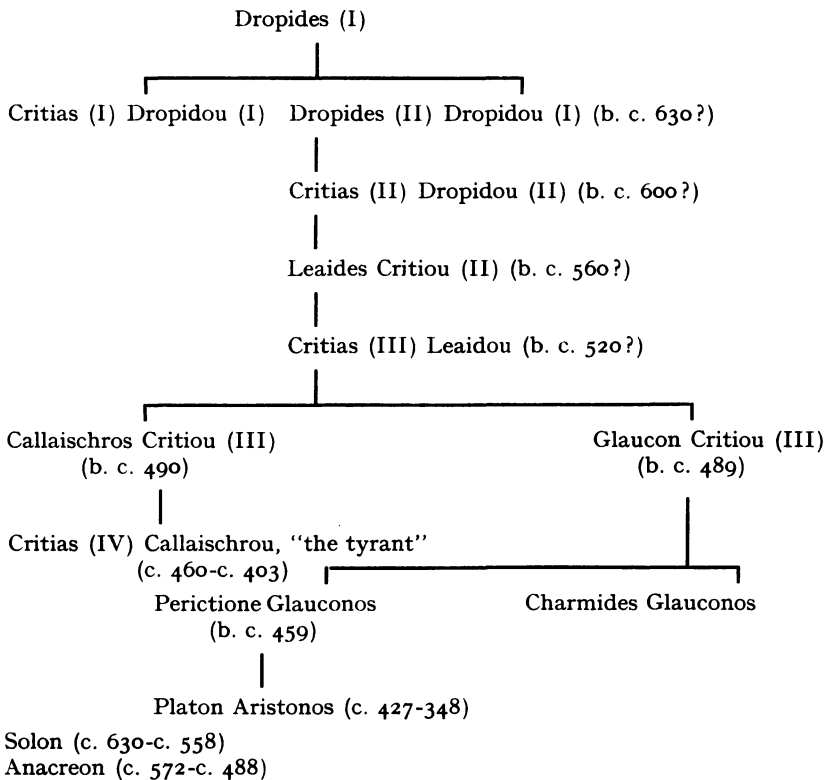 Dropides (I)
Critias (I) Dropidou (I) Dropides (II) Dropidou (I) (b. c. 630?)
Critias (II) Dropidou (II) (b. c. 600?)
Leaides Critiou (II) (b. c. 560?)
Critias (III) Leaidou (b. c. 520?)
Callaischros Critiou (III)
(b. c. 490)
Glaucon Critiou (III)
(b. c. 489)
Critias (IV) Callaischrou, “the tyrant”
(c. 460-c. 403)
Perictione Glauconos
(b. c. 459)
Charmides Glauconos
Platon Aristonos (c. 427-348)
Solon (c. 630-c. 558)
Anacreon (c. 572-c. 488)